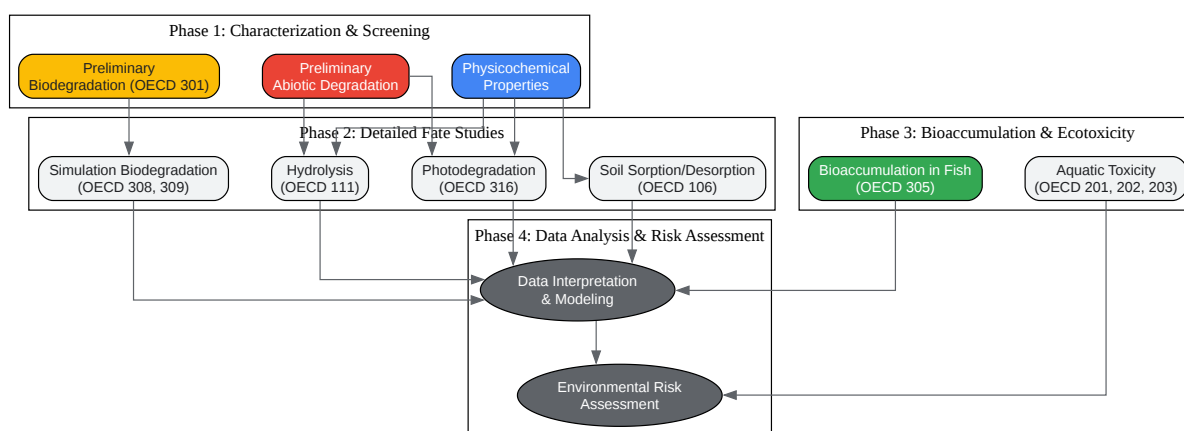 Phase 1: Characterization & Screening
Preliminary
Biodegradation (OECD 301)
Preliminary
Abiotic Degradation
Physicochemical
Properties
Phase 2: Detailed Fate Studies
Simulation Biodegradation
(OECD 308, 309)
Hydrolysis
(OECD 111)
Photodegradation
(OECD 316)
Soil Sorption/Desorption
(OECD 106)
Phase 3: Bioaccumulation & Ecotoxicity
Bioaccumulation in Fish
(OECD 305)
Aquatic Toxicity
(OECD 201, 202, 203)
Phase 4: Data Analysis & Risk Assessment
Data Interpretation
& Modeling
Environmental Risk
Assessment